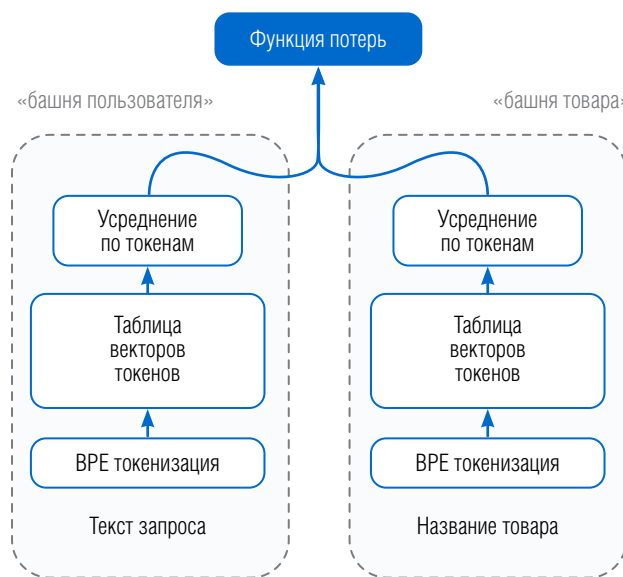 Функция потерь
«башня пользователя»
«башня товара»
Усреднение
по токенам
Усреднение
по токенам
Таблица
векторов
токенов
Таблица
векторов
токенов
BPE токенизация
BPE токенизация
Текст запроса
Название товара